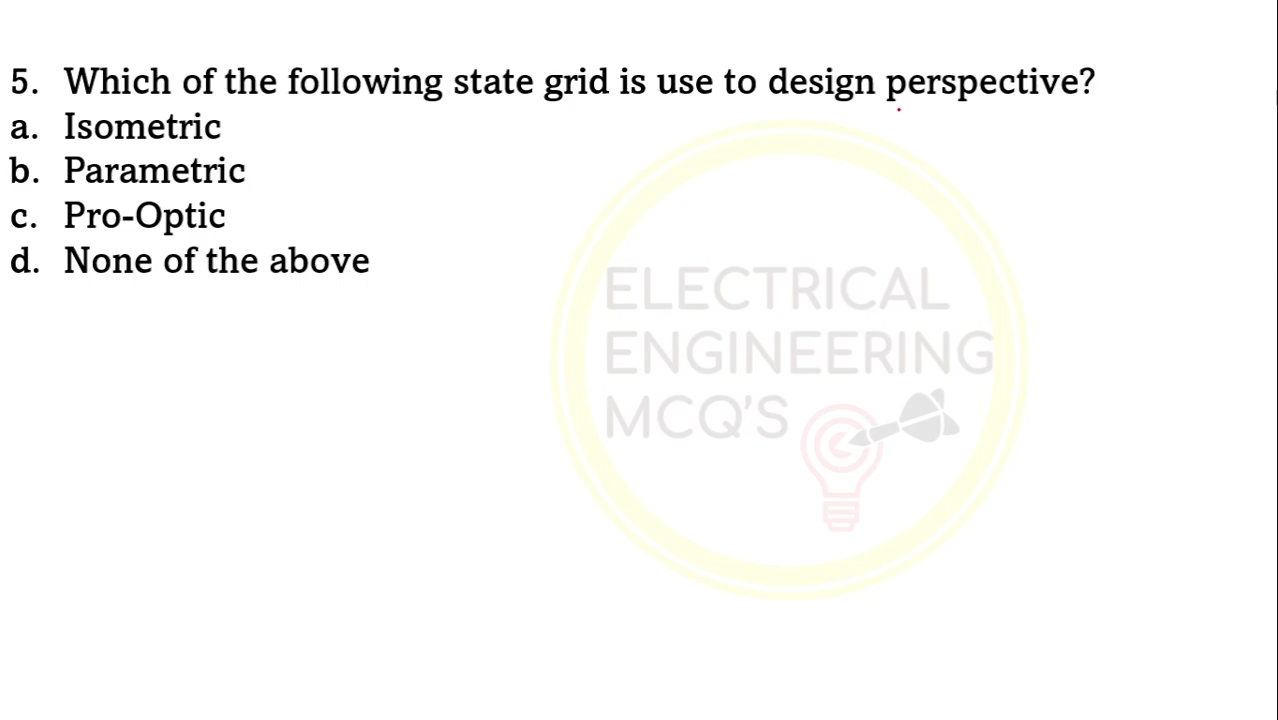 5. Which of the following state grid is use to design perspective?
a. Isometric
b. Parametric
c. Pro-Optic
d. None of the above
ELECTRICAL
ENGINEERING
MCQ'S